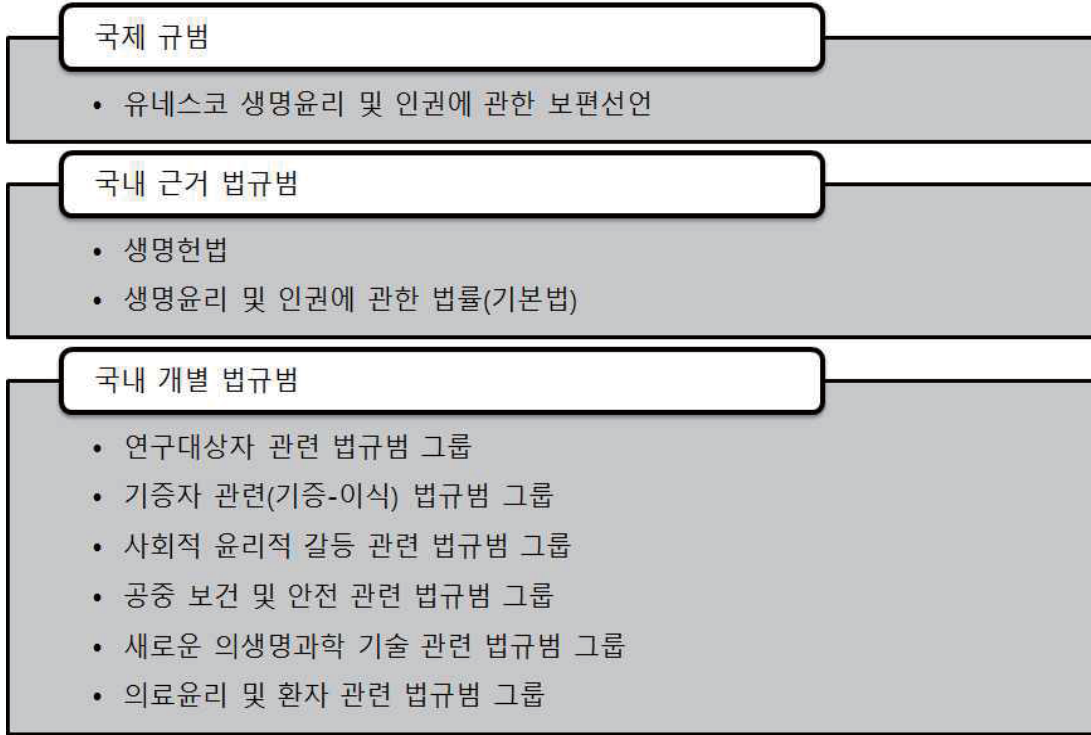 국제 규범
• 유네스코 생명윤리 및 인권에 관한 보편선언
국내 근거 법규범
• 생명헌법
• 생명윤리 및 인권에 관한 법률(기본법)
국내 개별 법규범
• 연구대상자 관련 법규범 그룹
• 기증자 관련(기증-이식) 법규범 그룹
• 사회적 윤리적 갈등 관련 법규범 그룹
• 공중 보건 및 안전 관련 법규범 그룹
• 새로운 의생명과학 기술 관련 법규범 그룹
• 의료윤리 및 환자 관련 법규범 그룹